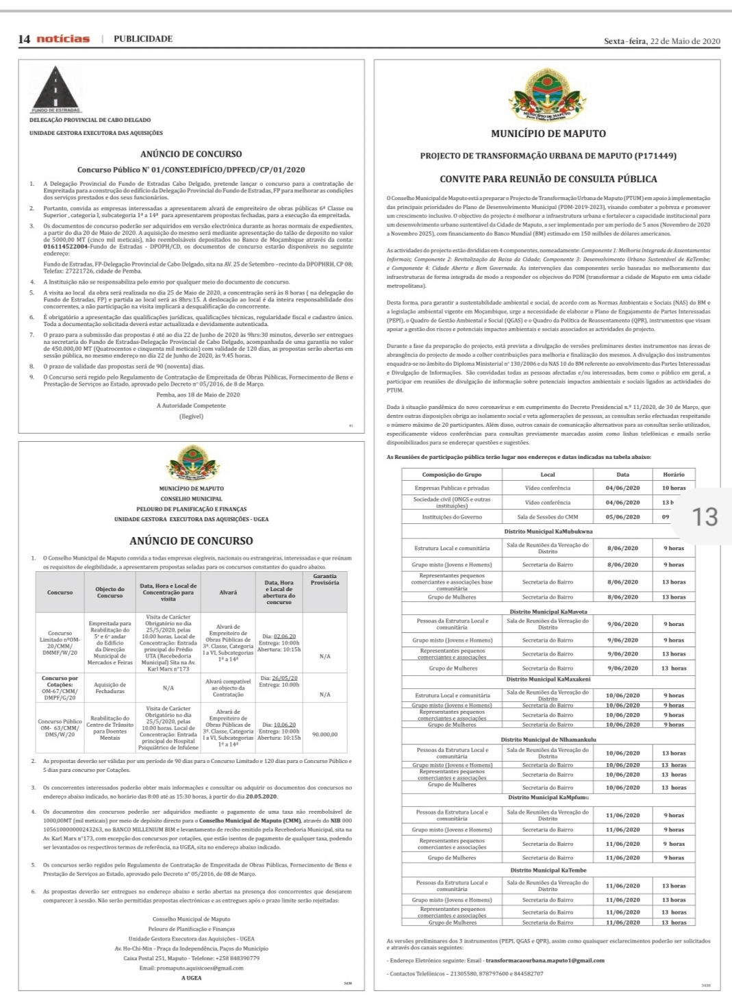 14 notícias | PUBLICIDADE
Sexta-feira, 22 de Maio de 2020
FUNDO DE ESTRADAS
DELEGAÇÃO PROVINCIAL DE CABO DELGADO
UNIDADE GESTORA EXECUTORA DAS AQUISIÇÕES
ANÚNCIO DE CONCURSO
Concurso Público N° 01/CONST.EDIFÍCIO/DPFECD/CP/01/2020
1. A Delegação Provincial do Fundo de Estradas Cabo Delgado, pretende lançar o concurso para a contratação de
Empreitada para a construção do edifício da Delegação Provincial do Fundo de Estradas, FP para melhorar as condições
dos serviços prestados e dos seus funcionários.
2. Portanto, convida as empresas interessadas a apresentarem alvará de empreiteiro de obras públicas 6ª Classe ou
Superior , categoria I, subcategoria 1ª a 14ª para apresentarem propostas fechadas, para a execução da empreitada.
3. Os documentos de concurso poderão ser adquiridos em versão electrónica durante as horas normais de expedientes,
a partir do dia 20 de Maio de 2020. A aquisição do mesmo será mediante apresentação do talão de deposito no valor
de 5000,00 MT (cinco mil meticais), não reembolsáveis depositados no Banco de Moçambique através da conta:
016114522004-Fundo de Estradas - DPOPH/CD, os documentos de concurso estarão disponíveis no seguinte
endereço:
Fundo de Estradas, FP-Delegação Provincial de Cabo Delgado, sita na AV. 25 de Setembro –recinto da DPOPHRH, CP 08;
Telefax: 27221726, cidade de Pemba.
4. A Instituição não se responsabiliza pelo envio por qualquer meio do documento de concurso.
5. A visita ao local da obra será realizada no dia 25 de Maio de 2020, a concentração será às 8 horas ( na delegação do
Fundo de Estradas, FP) e partida ao local será as 8hrs:15. A deslocação ao local é da inteira responsabilidade dos
concorrentes, a não participação na visita implicará a desqualificação do concorrente.
6. É obrigatório a apresentação das qualificações jurídicas, qualificações técnicas, regularidade fiscal e cadastro único.
Toda a documentação solicitada deverá estar actualizada e devidamente autenticada.
7. O prazo para a submissão das propostas é até ao dia 22 de Junho de 2020 às 9hrs:30 minutos, deverão ser entregues
na secretaria do Fundo de Estradas-Delegação Provincial de Cabo Delgado, acompanhada de uma garantia no valor
de 450.000,00 MT (Quatrocentos e cinquenta mil meticais) com validade de 120 dias, as propostas serão abertas em
sessão pública, no mesmo endereço no dia 22 de Junho de 2020, às 9.45 horas.
8. O prazo de validade das propostas será de 90 (noventa) dias.
9. O Concurso será regido pelo Regulamento de Contratação de Empreitada de Obras Públicas, Fornecimento de Bens e
Prestação de Serviços ao Estado, aprovado pelo Decreto nº 05/2016, de 8 de Março.
Pemba, aos 18 de Maio de 2020
A Autoridade Competente
(Ilegível)
MUNICÍPIO DE MAPUTO
CONSELHO MUNICIPAL
PELOURO DE PLANIFICAÇÃO E FINANÇAS
UNIDADE GESTORA EXECUTORA DAS AQUISIÇÕES - UGEA
ANÚNCIO DE CONCURSO
1. O Conselho Municipal de Maputo convida a todas empresas elegíveis, nacionais ou estrangeiras, interessadas e que reúnam
os requisitos de elegibilidade, a apresentarem propostas seladas para os concursos constantes do quadro abaixo.
Concurso | Objecto do Concurso | Data, Hora e Local de Concentração para visita | Alvará | Data, Hora e Local de abertura do concurso | Garantia Provisória
Concurso Limitado nºOM-20/CMM/DMMF/W/20 | Empreitada para Reabilitação do 5º e 6º andar do Edifício da Direcção Municipal de Mercados e Feiras | Visita de Carácter Obrigatório no dia 25/5/2020, pelas 10.00 horas. Local de Concentração: Entrada principal do Prédio UTA (Recebedoria Municipal) Sita na Av. Karl Marx nº173 | Alvará de Empreiteiro de Obras Públicas de 3ª. Classe, Categoria I a VI, Subcategorias 1ª a 14ª | Dia: 02.06.20 Entrega: 10:00h Abertura: 10:15h | N/A
Concurso por Cotações: OM-67/CMM/DMPF/G/20 | Aquisição de Fechaduras | N/A | Alvará compatível ao objecto da Contratação | Dia: 26/05/20 Entrega: 10.00h | N/A
Concurso Público OM- 63/CMM/DMS/W/20 | Reabilitação do Centro de Trânsito para Doentes Mentais | Visita de Carácter Obrigatório no dia 25/5/2020, pelas 10.00 horas. Local de Concentração: Entrada principal do Hospital Psiquiátrico de Infulene | Alvará de Empreiteiro de Obras Públicas de 3ª. Classe, Categoria I a VI, Subcategorias 1ª a 14ª | Dia: 10.06.20 Entrega: 10:00h Abertura: 10:15h | 90.000,00
2. As propostas deverão ser válidas por um período de 90 dias para o Concurso Limitado e 120 dias para o Concurso Público e
5 dias para concurso por Cotações.
3. Os concorrentes interessados poderão obter mais informações e consultar ou adquirir os documentos dos concursos no
endereço abaixo indicado, no horário das 8:00 até as 15:30 horas, à partir do dia 20.05.2020.
4. Os documentos dos concursos poderão ser adquiridos mediante o pagamento de uma taxa não reembolsável de
1000,00MT (mil meticais) por meio de depósito directo para o Conselho Municipal de Maputo (CMM), através do NIB 000
105610000000243263, no BANCO MILLENIUM BIM e levantamento de recibo emitido pela Recebedoria Municipal, sita na
Av. Karl Marx nº173, com excepção dos concursos por cotações, que estão isentos de pagamento de qualquer taxa, podendo
ser levantados os respectivos termos de referência, na UGEA, sito no endereço abaixo indicado.
5. Os concursos serão regidos pelo Regulamento de Contratação de Empreitada de Obras Públicas, Fornecimento de Bens e
Prestação de Serviços ao Estado, aprovado pelo Decreto nº 05/2016, de 08 de Março.
6. As propostas deverão ser entregues no endereço abaixo e serão abertas na presença dos concorrentes que desejarem
comparecer à sessão. Não serão permitidas propostas electrónicas e as entregues após o prazo limite serão rejeitadas:
Conselho Municipal de Maputo
Pelouro de Planificação e Finanças
Unidade Gestora Executora das Aquisições - UGEA
Av. Ho-Chi-Min - Praça da Independência, Paços do Município
Caixa Postal 251, Maputo - Telefone: +258 848390779
Email: promaputo.aquisicoes@gmail.com
A UGEA
3438
MUNICÍPIO DE MAPUTO
PROJECTO DE TRANSFORMAÇÃO URBANA DE MAPUTO (P171449)
CONVITE PARA REUNIÃO DE CONSULTA PÚBLICA
O Conselho Municipal de Maputo está a preparar o Projecto de Transformação Urbana de Maputo (PTUM) em apoio à implementação
das principais prioridades do Plano de Desenvolvimento Municipal (PDM-2019-2023), visando combater a pobreza e promover
um crescimento inclusivo. O objectivo do projecto é melhorar a infraestrutura urbana e fortalecer a capacidade institucional para
um desenvolvimento urbano sustentável da Cidade de Maputo, a ser implementado por um período de 5 anos (Novembro de 2020
a Novembro 2025), com financiamento do Banco Mundial (BM) estimado em 150 milhões de dólares americanos.
As actividades do projecto estão divididas em 4 componentes, nomeadamente: Componente 1: Melhoria Integrada de Assentamentos
Informais; Componente 2: Revitalização da Baixa da Cidade; Componente 3: Desenvolvimento Urbano Sustentável de KaTembe;
e Componente 4: Cidade Aberta e Bem Governada. As intervenções das componentes serão baseadas no melhoramento das
infraestruturas de forma integrada de modo a responder os objecivos do PDM (transformar a cidade de Maputo em uma cidade
metropolitana).
Desta forma, para garantir a sustentabilidade ambiental e social, de acordo com as Normas Ambientais e Sociais (NAS) do BM e
a legislação ambiental vigente em Moçambique, urge a necessidade de elaborar o Plano de Engajamento de Partes Interessadas
(PEPI), o Quadro de Gestão Ambiental e Social (QGAS) e o Quadro da Política de Reassentamento (QPR), instrumentos que visam
apoiar a gestão dos riscos e potenciais impactos ambientais e sociais associados as actividades do projecto.
Durante a fase da preparação do projecto, está prevista a divulgação de versões preliminares destes instrumentos nas áreas de
abrangência do projecto de modo a colher contribuições para melhoria e finalização dos mesmos. A divulgação dos instrumentos
enquadra-se no âmbito do Diploma Ministerial nº 130/2006 e da NAS 10 do BM referente ao envolvimento das Partes Interessadas
e Divulgação de Informações. São convidadas todas as pessoas afectadas e/ou interessadas, bem como o público em geral, a
participar em reuniões de divulgação de informação sobre potenciais impactos ambientais e sociais ligados as actividades do
PTUM.
Dada à situação pandêmica do novo coronavirus e em cumprimento do Decreto Presidencial n.º 11/2020, de 30 de Março, que
dentre outras disposições obriga ao isolamento social e veta aglomerações de pessoas, as consultas serão efectuadas respeitando
o número máximo de 20 participantes. Além disso, outros canais de comunicação alternativos para as consultas serão utilizados,
especificamente vídeos conferências para consultas previamente marcadas assim como linhas telefónicas e emails serão
disponibilizados para se endereçar questões e sugestões.
As Reuniões de participação pública terão lugar nos endereços e datas indicadas na tabela abaixo:
Composição do Grupo | Local | Data | Horário
Empresas Publicas e privadas | Vídeo conferência | 04/06/2020 | 10 horas
Sociedade civil (ONGS e outras instituições) | Vídeo conferência | 04/06/2020 | 13 h
Instituições do Governo | Sala de Sessões do CMM | 05/06/2020 | 09
13
Distrito Municipal KaMubukwna
Estrutura Local e comunitária | Sala de Reuniões da Vereação do Distrito | 8/06/2020 | 9 horas
Grupo misto (Jovens e Homens) | Secretaria do Bairro | 8/06/2020 | 9 horas
Representantes pequenos comerciantes e associações base comunitária | Secretaria do Bairro | 8/06/2020 | 13 horas
Grupo de Mulheres | Secretaria do Bairro | 8/06/2020 | 13 horas
Distrito Municipal KaMavota
Pessoas da Estrutura Local e comunitária | Sala de Reuniões da Vereação do Distrito | 9/06/2020 | 9 horas
Grupo misto (Jovens e Homens) | Secretaria do Bairro | 9/06/2020 | 9 horas
Representantes pequenos comerciantes e associações | Secretaria do Bairro | 9/06/2020 | 13 horas
Grupo de Mulheres | Secretaria do Bairro | 9/06/2020 | 13 horas
Distrito Municipal KaMaxakeni
Estrutura Local e comunitária | Sala de Reuniões da Vereação do Distrito | 10/06/2020 | 9 horas
Grupo misto (Jovens e Homens) | Secretaria do Bairro | 10/06/2020 | 9 horas
Representantes pequenos comerciantes e associações | Secretaria do Bairro | 10/06/2020 | 9 horas
Grupo de Mulheres | Secretaria do Bairro | 10/06/2020 | 9 horas
Distrito Municipal de Nlhamankulu
Pessoas da Estrutura Local e comunitária | Sala de Reuniões da Vereação do Distrito | 10/06/2020 | 13 horas
Grupo misto (Jovens e Homens) | Secretaria do Bairro | 10/06/2020 | 13 horas
Representantes pequenos comerciantes e associações | Secretaria do Bairro | 10/06/2020 | 13 horas
Grupo de Mulheres | Secretaria do Bairro | 10/06/2020 | 13 horas
Distrito Municipal KaMpfumu
Pessoas da Estrutura Local e comunitária | Sala de Reuniões da Vereação do Distrito | 11/06/2020 | 9 horas
Grupo misto (Jovens e Homens) | Secretaria do Bairro | 11/06/2020 | 9 horas
Representantes pequenos comerciantes e associações | Secretaria do Bairro | 11/06/2020 | 9 horas
Grupo de Mulheres | Secretaria do Bairro | 11/06/2020 | 9 horas
Distrito Municipal KaTembe
Pessoas da Estrutura Local e comunitária | Sala de Reuniões da Vereação do Distrito | 11/06/2020 | 13 horas
Grupo misto (Jovens e Homens) | Secretaria do Bairro | 11/06/2020 | 13 horas
Representantes pequenos comerciantes e associações | Secretaria do Bairro | 11/06/2020 | 13 horas
Grupo de Mulheres | Secretaria do Bairro | 11/06/2020 | 13 horas
As versões preliminares dos 3 instrumentos (PEPI, QGAS e QPR), assim como quaisquer esclarecimentos poderão ser solicitados
e através dos canais seguintes:
- Endereço Eletrónico seguinte: Email - transformacaourbana.maputo1@gmail.com
- Contactos Telefónicos – 21305580, 878797600 e 844582707
3438